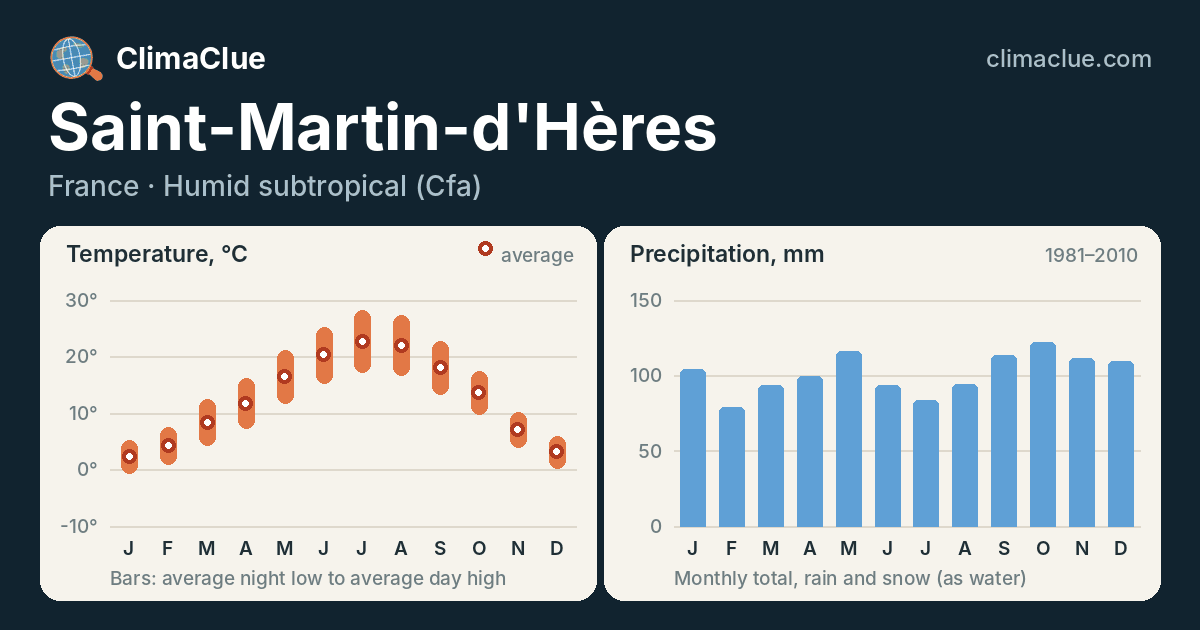 ClimaClue
climaclue.com
Saint-Martin-d'Hères
France · Humid subtropical (Cfa)
Temperature, °C
average
30°
20°
10°
0°
-10°
J F M A M J J A S O N D
Bars: average night low to average day high
Precipitation, mm
1981–2010
150
100
50
0
J F M A M J J A S O N D
Monthly total, rain and snow (as water)